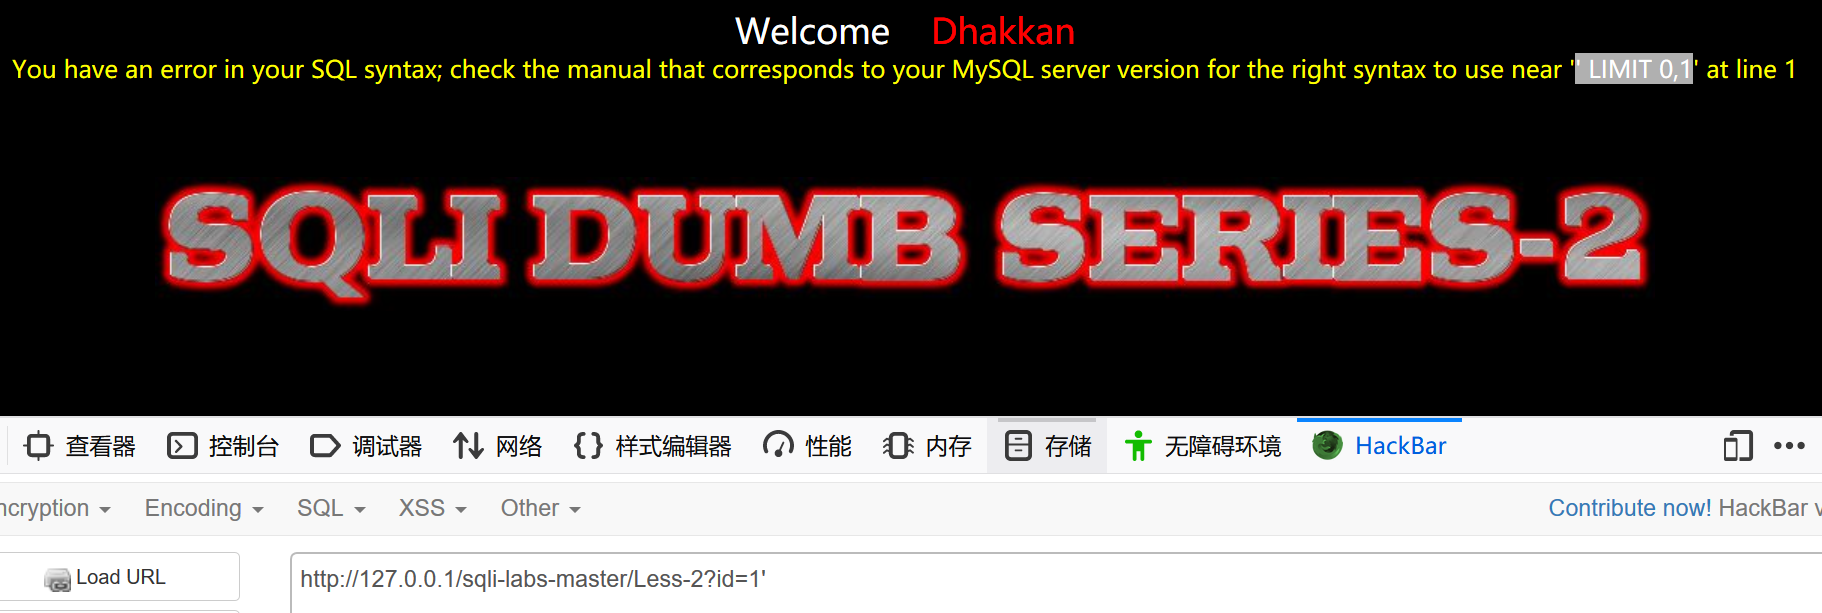 Welcome Dhakkan
You have an error in your SQL syntax; check the manual that corresponds to your MySQL server version for the right syntax to use near '' LIMIT 0,1' at line 1
SQLI DUMB SERIES-2
查看器 控制台 调试器 网络 样式编辑器 性能 内存 存储 无障碍环境 HackBar
ncryption Encoding SQL XSS Other Contribute now! HackBar v
Load URL
http://127.0.0.1/sqli-labs-master/Less-2?id=1'